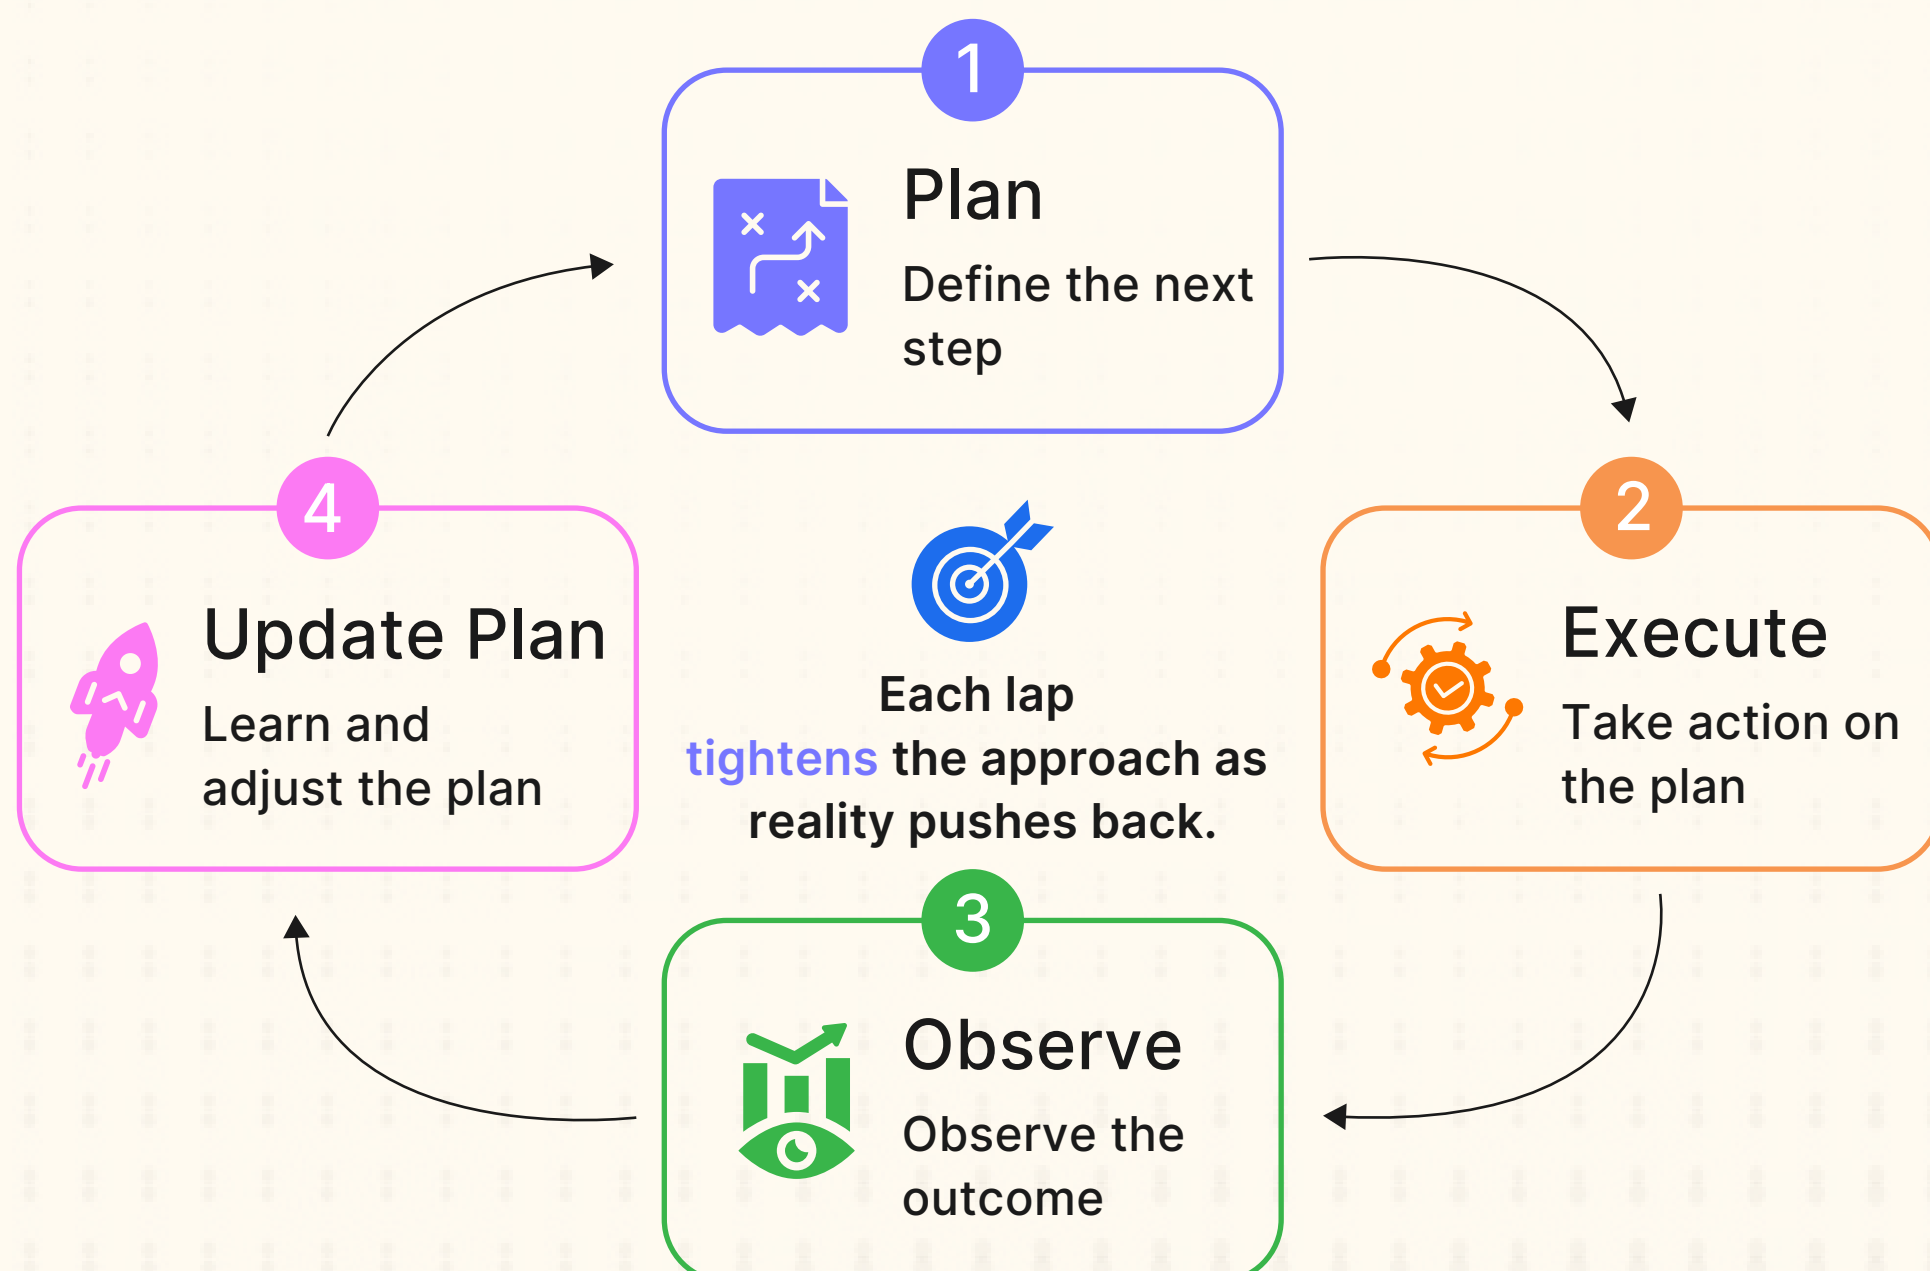 1
Plan
Define the next
step
2
Execute
Take action on
the plan
3
Observe
Observe the
outcome
4
Update Plan
Learn and
adjust the plan
Each lap
tightens the approach as
reality pushes back.